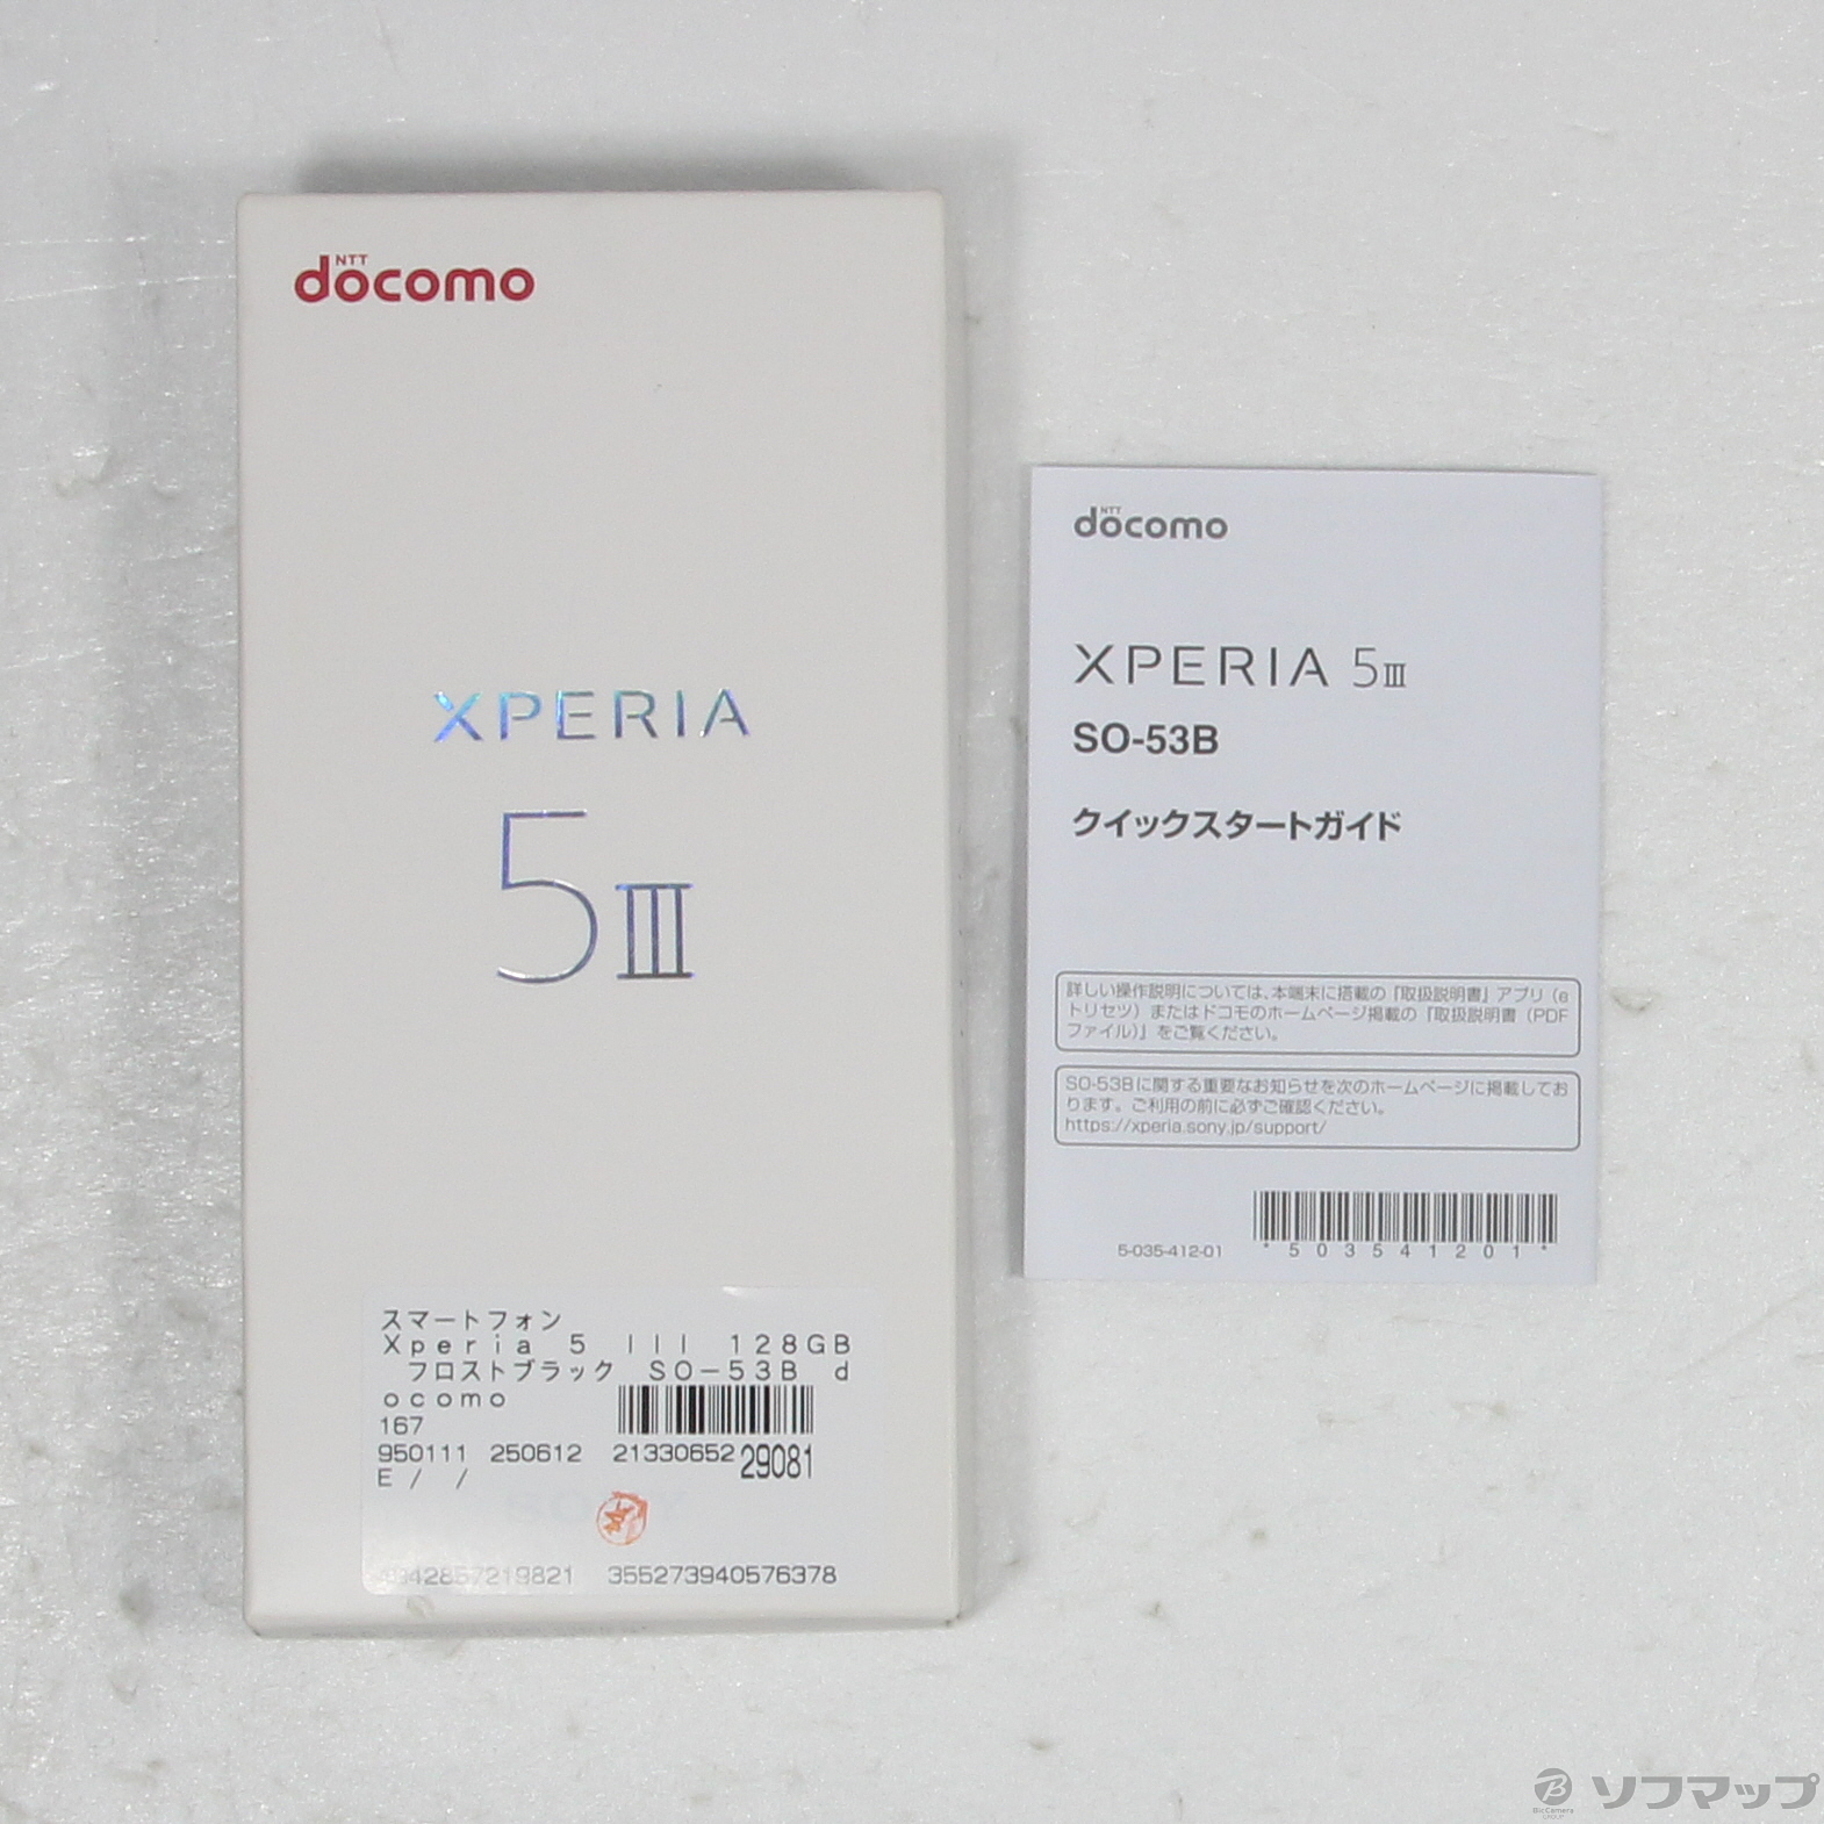 NTT
docomo
XPERIA
5III
スマートフォン
Xperia 5 III 128GB
フロストブラック SO-53B d
ocomo
167
950111 250612 2133065229081
E / /
355273940576378
NTT
docomo
XPERIA 5III
SO-53B
クイックスタートガイド
詳しい操作説明については、本端末に搭載の『取扱説明書』アプリ(e
トリセツ)またはドコモのホームページ掲載の『取扱説明書(PDF
ファイル)』をご覧ください。
SO-53Bに関する重要なお知らせを次のホームページに掲載してお
ります。ご利用の前に必ずご確認ください。
https://xperia.sony.jp/support/
5-035-412-01
*503541201*
BicCamera
GROUP
ソフマップ